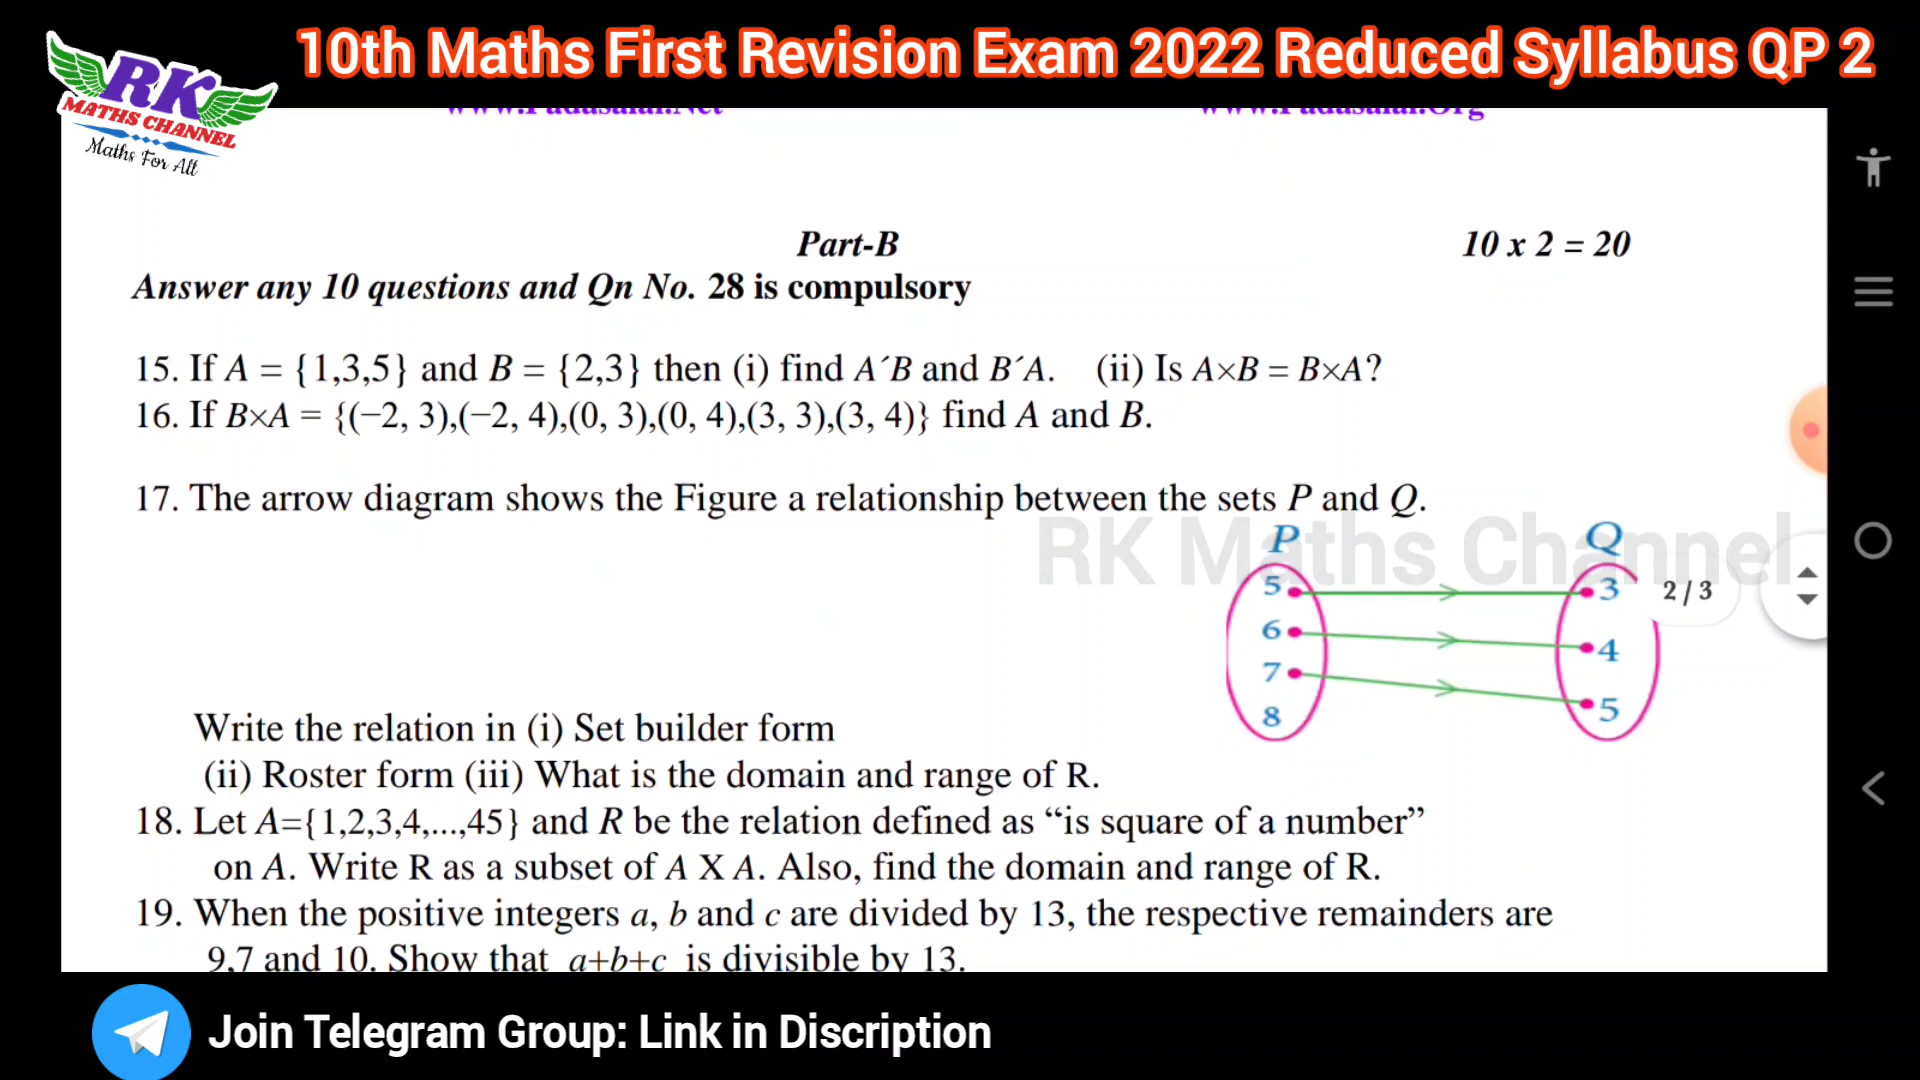 10th Maths First Revision Exam 2022 Reduced Syllabus QP 2
RK
MATHS CHANNEL
Maths For All
www.Padasalai.Net www.Padasalai.Org
Part-B 10 x 2 = 20
Answer any 10 questions and Qn No. 28 is compulsory
15. If A = {1,3,5} and B = {2,3} then (i) find A´B and B´A. (ii) Is A×B = B×A?
16. If B×A = {(−2, 3),(−2, 4),(0, 3),(0, 4),(3, 3),(3, 4)} find A and B.
17. The arrow diagram shows the Figure a relationship between the sets P and Q.
RK Maths Channel
P Q
5 3
6 4
7 5
8
2 / 3
Write the relation in (i) Set builder form
(ii) Roster form (iii) What is the domain and range of R.
18. Let A={1,2,3,4,...,45} and R be the relation defined as “is square of a number”
on A. Write R as a subset of A X A. Also, find the domain and range of R.
19. When the positive integers a, b and c are divided by 13, the respective remainders are
9,7 and 10. Show that a+b+c is divisible by 13.
Join Telegram Group: Link in Discription